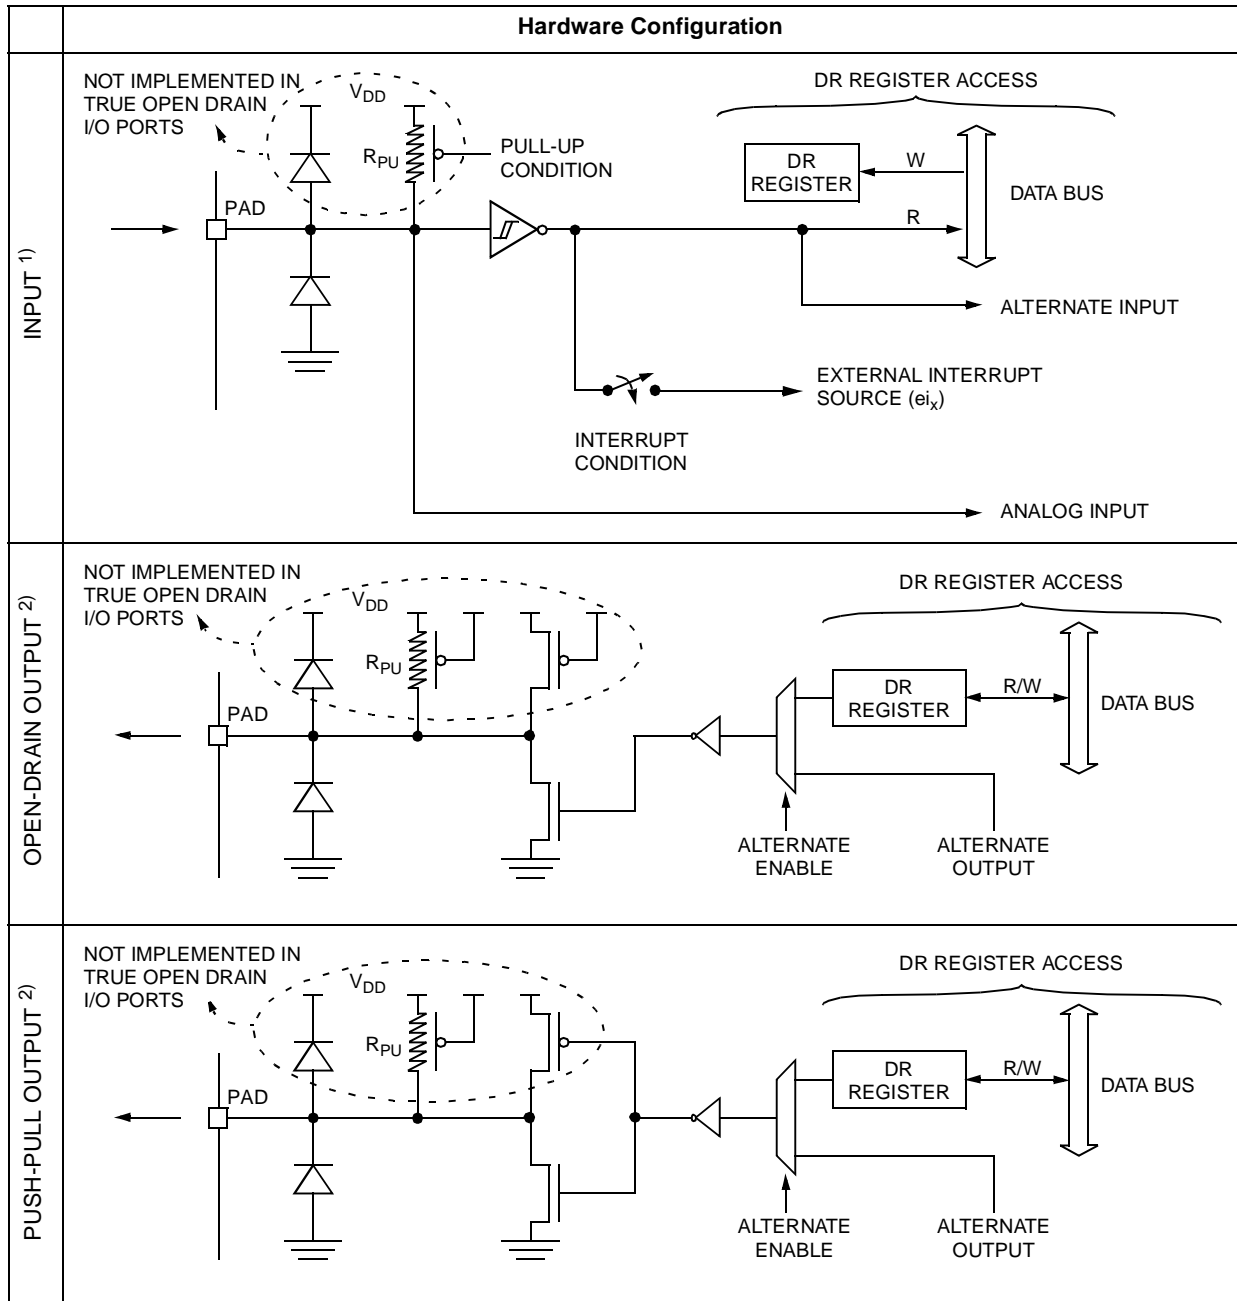 Hardware Configuration
INPUT 1)
NOT IMPLEMENTED IN
TRUE OPEN DRAIN
I/O PORTS
VDD
RPU
PULL-UP
CONDITION
PAD
DR REGISTER ACCESS
DR
REGISTER
W
R
DATA BUS
ALTERNATE INPUT
EXTERNAL INTERRUPT
SOURCE (eix)
INTERRUPT
CONDITION
ANALOG INPUT
OPEN-DRAIN OUTPUT 2)
NOT IMPLEMENTED IN
TRUE OPEN DRAIN
I/O PORTS
VDD
RPU
PAD
DR REGISTER ACCESS
DR
REGISTER
R/W
DATA BUS
ALTERNATE
ENABLE
ALTERNATE
OUTPUT
PUSH-PULL OUTPUT 2)
NOT IMPLEMENTED IN
TRUE OPEN DRAIN
I/O PORTS
VDD
RPU
PAD
DR REGISTER ACCESS
DR
REGISTER
R/W
DATA BUS
ALTERNATE
ENABLE
ALTERNATE
OUTPUT